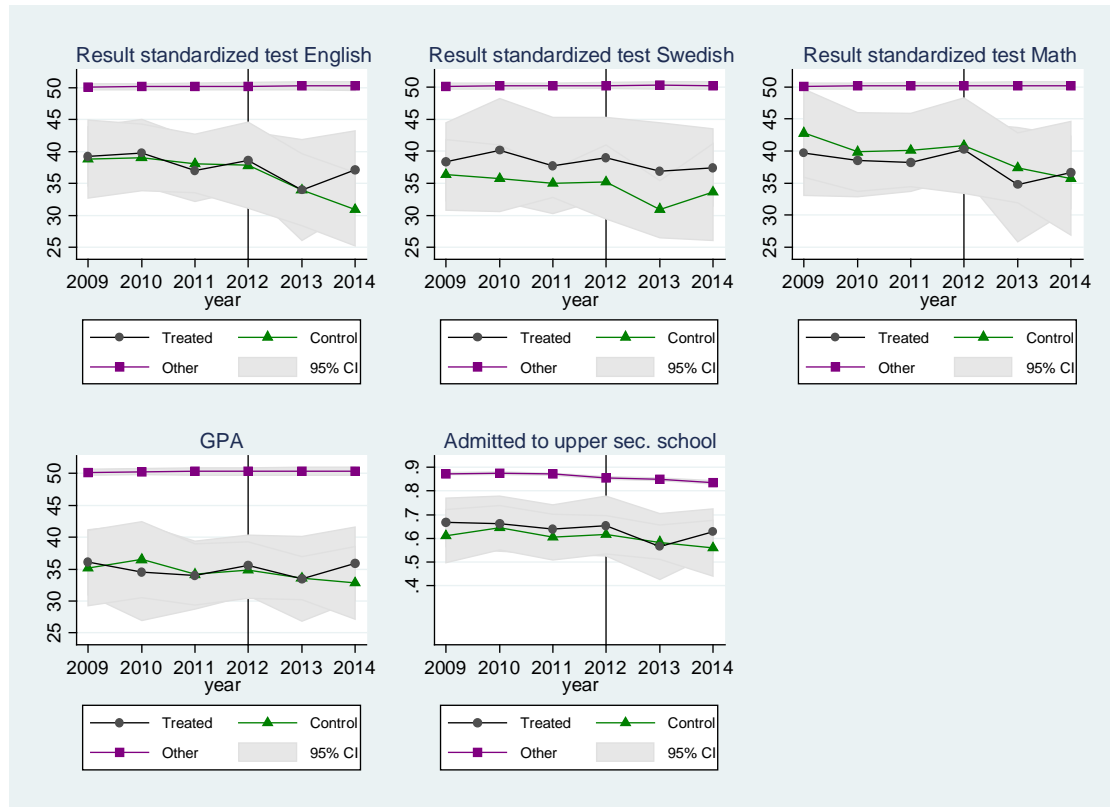 Result standardized test English
50
45
40
35
30
25
2009 2010 2011 2012 2013 2014
year
Treated Control
Other 95% CI
Result standardized test Swedish
50
45
40
35
30
25
2009 2010 2011 2012 2013 2014
year
Treated Control
Other 95% CI
Result standardized test Math
50
45
40
35
30
25
2009 2010 2011 2012 2013 2014
year
Treated Control
Other 95% CI
GPA
50
45
40
35
30
25
2009 2010 2011 2012 2013 2014
year
Treated Control
Other 95% CI
Admitted to upper sec. school
.9
.8
.7
.6
.5
.4
2009 2010 2011 2012 2013 2014
year
Treated Control
Other 95% CI